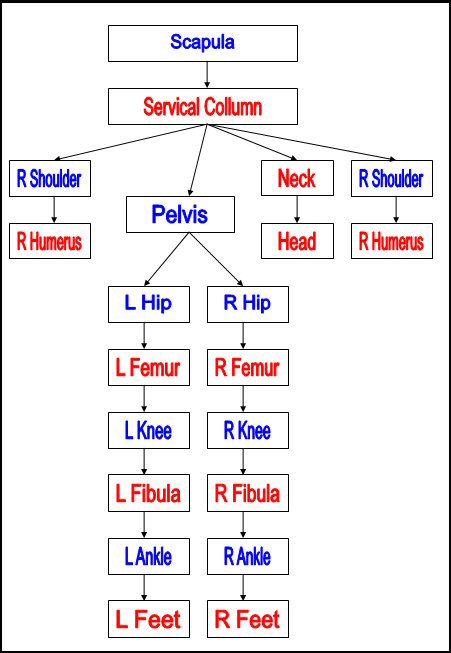 Scapula
Servical Collumn
R Shoulder
Neck
R Shoulder
Pelvis
R Humerus
Head
R Humerus
L Hip
R Hip
L Femur
R Femur
L Knee
R Knee
L Fibula
R Fibula
L Ankle
R Ankle
L Feet
R Feet